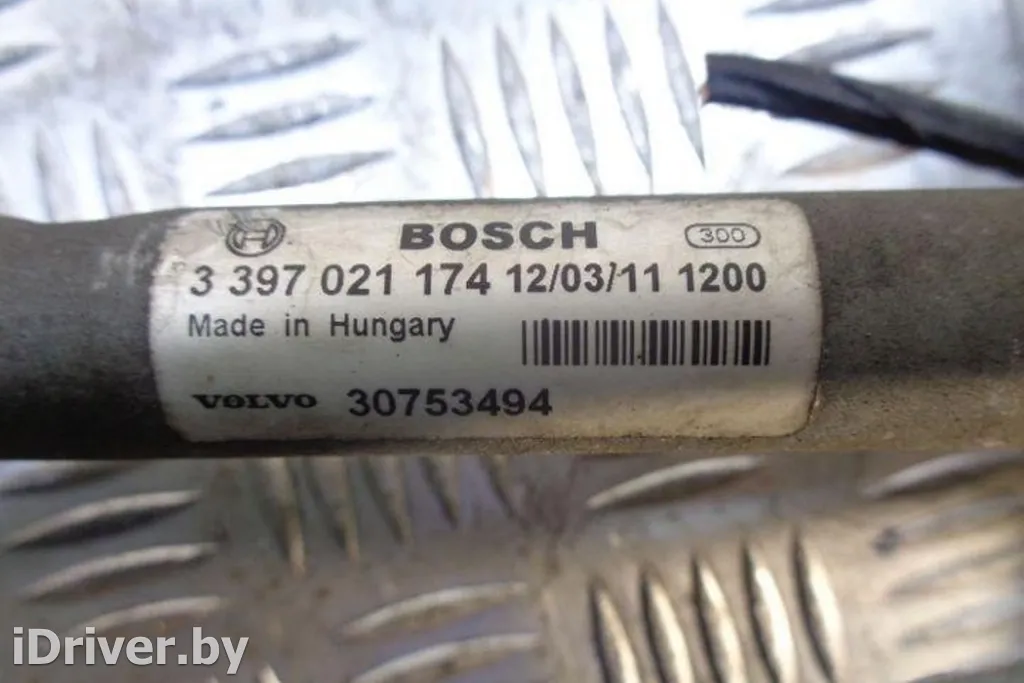 BOSCH 300
3 397 021 174 12/03/11 1200
Made in Hungary
VOLVO 30753494
iDriver.by